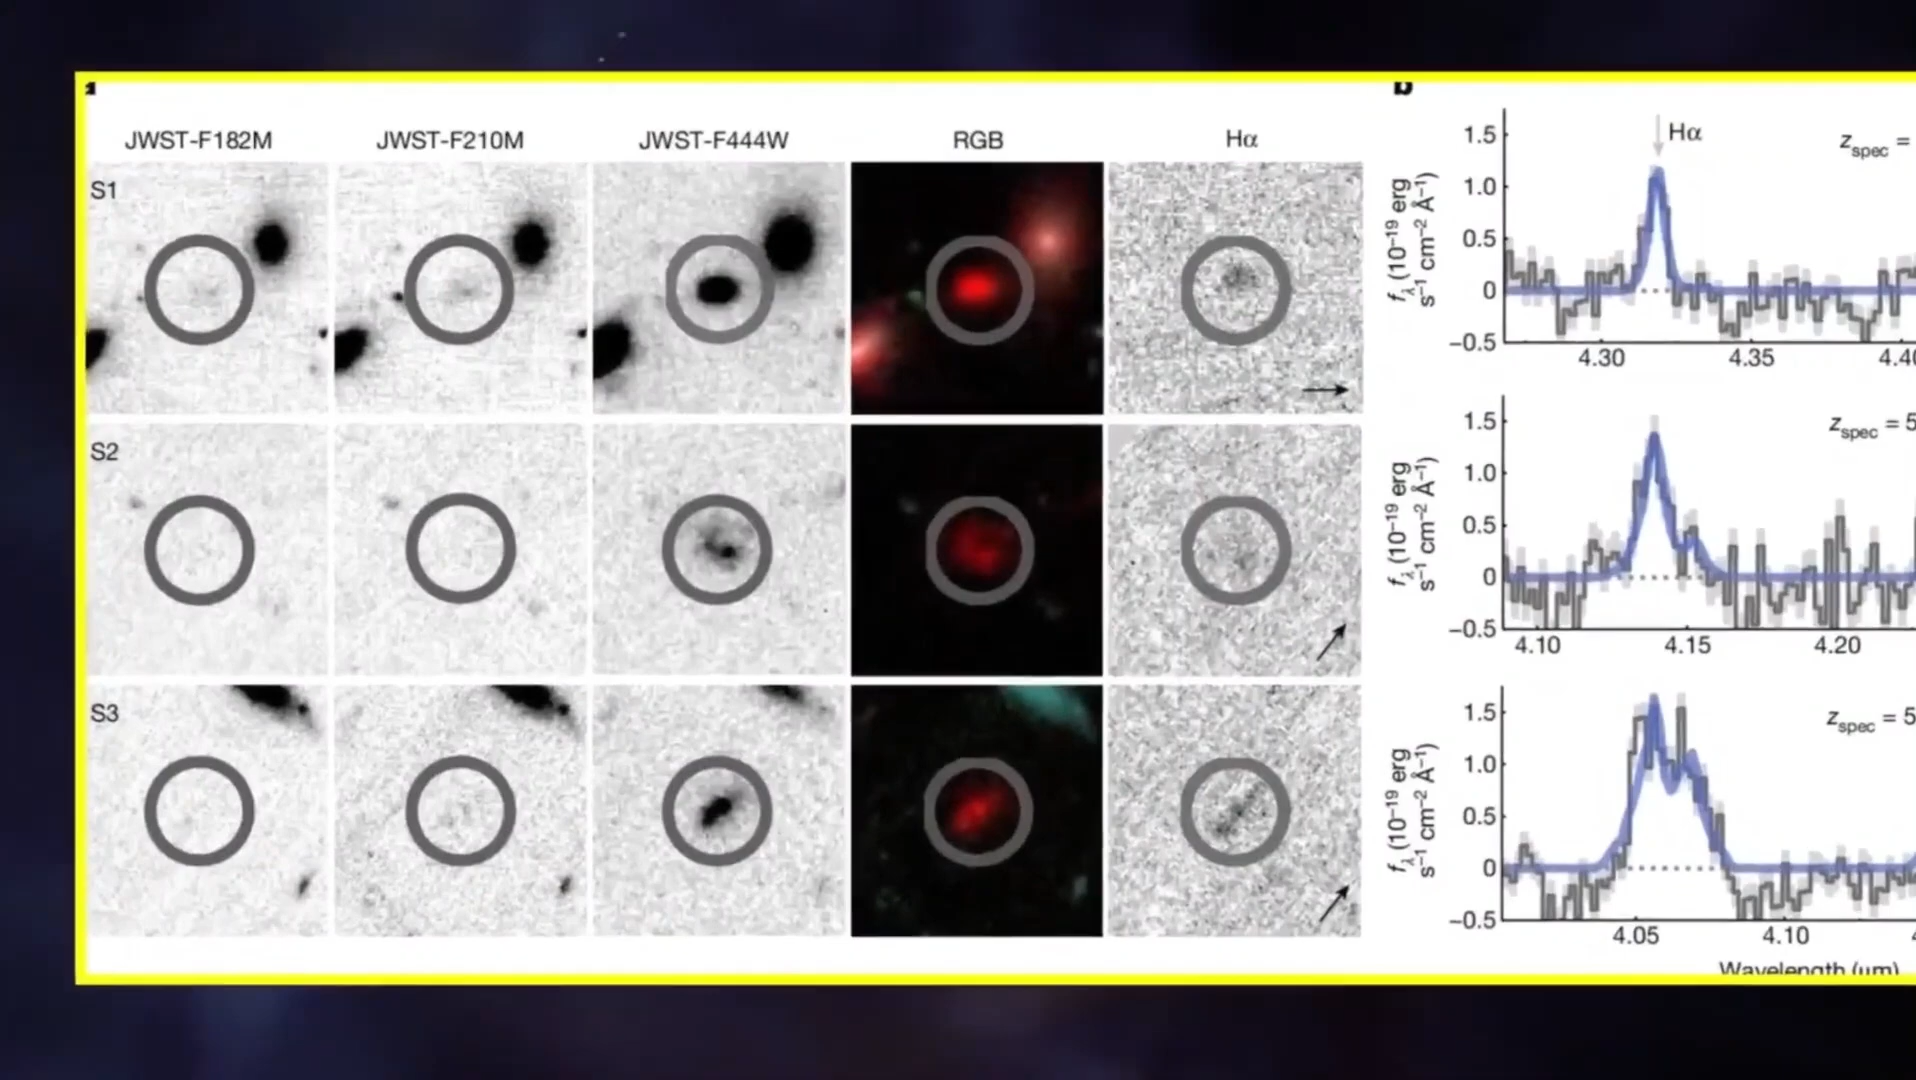 a
b
JWST-F182M
JWST-F210M
JWST-F444W
RGB
Hα
S1
S2
S3
1.5
1.0
0.5
0
−0.5
Hα
z_spec =
f_λ (10⁻¹⁹ erg
s⁻¹ cm⁻² Å⁻¹)
4.30
4.35
1.5
1.0
0.5
0
−0.5
z_spec = 5
f_λ (10⁻¹⁹ erg
s⁻¹ cm⁻² Å⁻¹)
4.10
4.15
4.20
1.5
1.0
0.5
0
−0.5
z_spec = 5
f_λ (10⁻¹⁹ erg
s⁻¹ cm⁻² Å⁻¹)
4.05
4.10
Wavelength (μm)